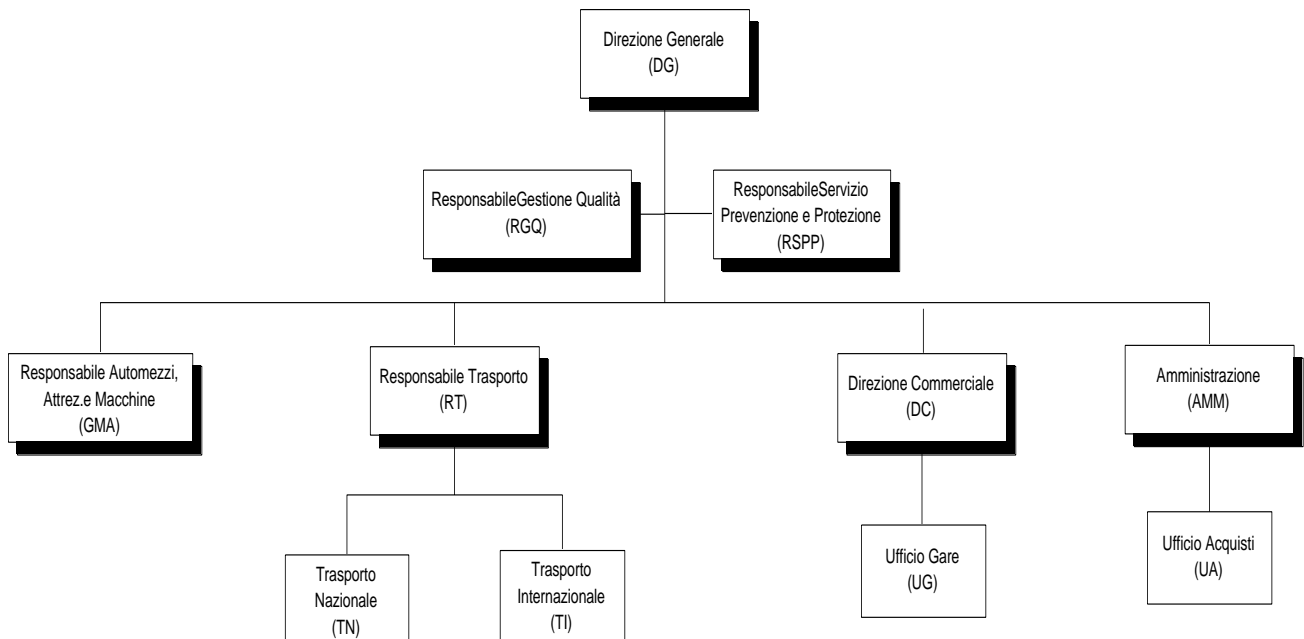 Direzione Generale
(DG)
ResponsabileGestione Qualità
(RGQ)
ResponsabileServizio
Prevenzione e Protezione
(RSPP)
Responsabile Automezzi,
Attrez.e Macchine
(GMA)
Responsabile Trasporto
(RT)
Direzione Commerciale
(DC)
Amministrazione
(AMM)
Trasporto
Nazionale
(TN)
Trasporto
Internazionale
(TI)
Ufficio Gare
(UG)
Ufficio Acquisti
(UA)